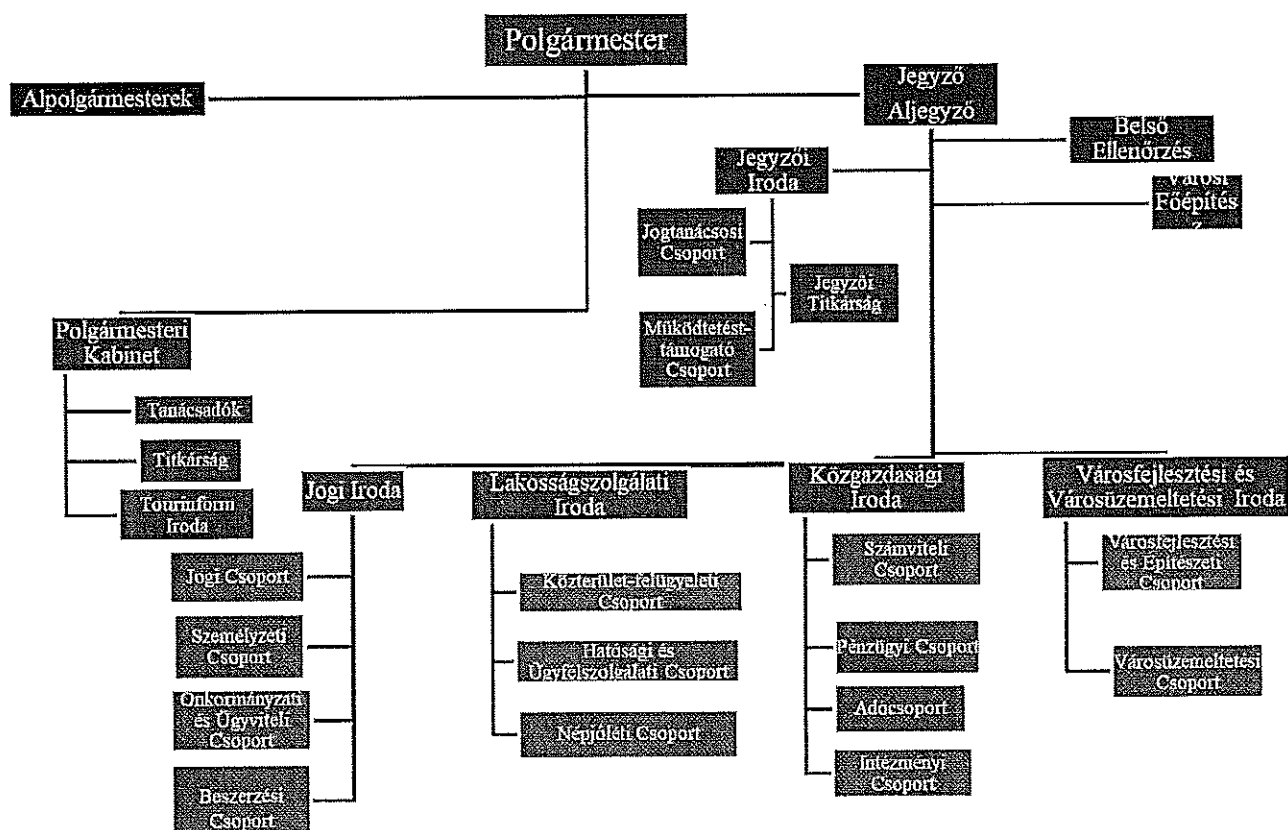 Polgármester
Alpolgármesterek
Jegyző
Aljegyző
Belső
Ellenőrzés
Városi
Főépítés
z
Jegyzői
Iroda
Jogtanácsosi
Csoport
Jegyzői
Titkárság
Működtetést-
támogató
Csoport
Polgármesteri
Kabinet
Tanácsadók
Titkárság
Tourinform
Iroda
Jogi Iroda
Jogi Csoport
Személyzeti
Csoport
Önkormányzati
és Ügyviteli
Csoport
Beszerzési
Csoport
Lakosságszolgálati
Iroda
Közterület-felügyeleti
Csoport
Hatósági és
Ügyfélszolgálati Csoport
Népjóléti Csoport
Közgazdasági
Iroda
Számviteli
Csoport
Pénzügyi Csoport
Adócsoport
Intézményi
Csoport
Városfejlesztési és
Városüzemeltetési Iroda
Városfejlesztési
és Építészeti
Csoport
Városüzemeltetési
Csoport